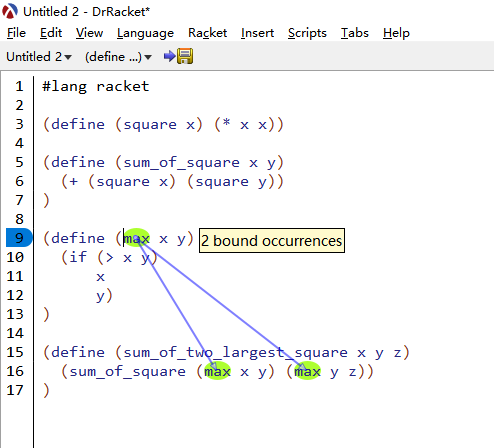 Untitled 2 - DrRacket*
File Edit View Language Racket Insert Scripts Tabs Help
Untitled 2▾ (define ...)▾
1 #lang racket
2
3 (define (square x) (* x x))
4
5 (define (sum_of_square x y)
6   (+ (square x) (square y))
7 )
8
9 (define (max x y) 2 bound occurrences
10   (if (> x y)
11       x
12       y)
13 )
14
15 (define (sum_of_two_largest_square x y z)
16   (sum_of_square (max x y) (max y z))
17 )